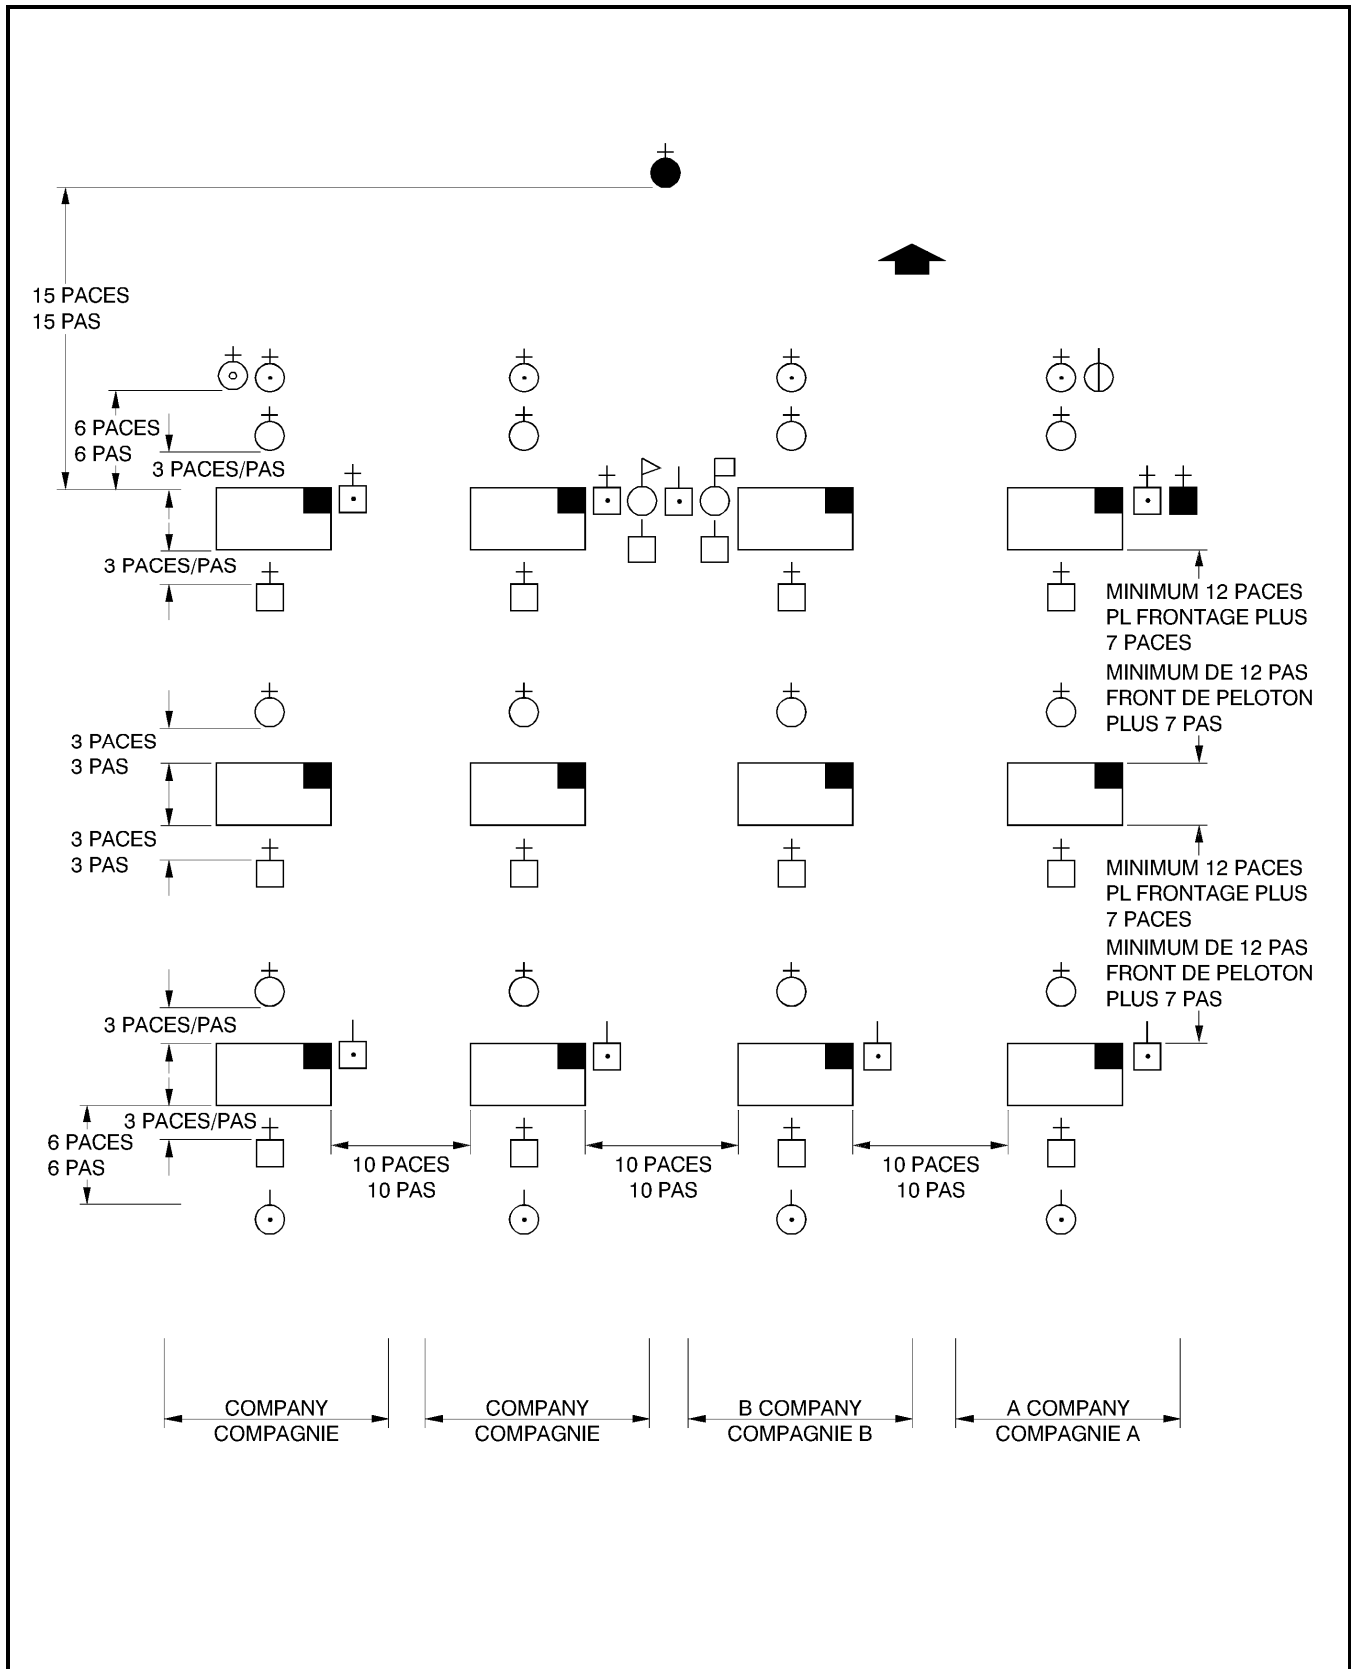 15 PACES
15 PAS
6 PACES
6 PAS
3 PACES/PAS
3 PACES/PAS
MINIMUM 12 PACES
PL FRONTAGE PLUS
7 PACES
MINIMUM DE 12 PAS
FRONT DE PELOTON
PLUS 7 PAS
3 PACES
3 PAS
3 PACES
3 PAS
MINIMUM 12 PACES
PL FRONTAGE PLUS
7 PACES
MINIMUM DE 12 PAS
FRONT DE PELOTON
PLUS 7 PAS
3 PACES/PAS
3 PACES/PAS
6 PACES
6 PAS
10 PACES
10 PAS
10 PACES
10 PAS
10 PACES
10 PAS
COMPANY
COMPAGNIE
COMPANY
COMPAGNIE
B COMPANY
COMPAGNIE B
A COMPANY
COMPAGNIE A